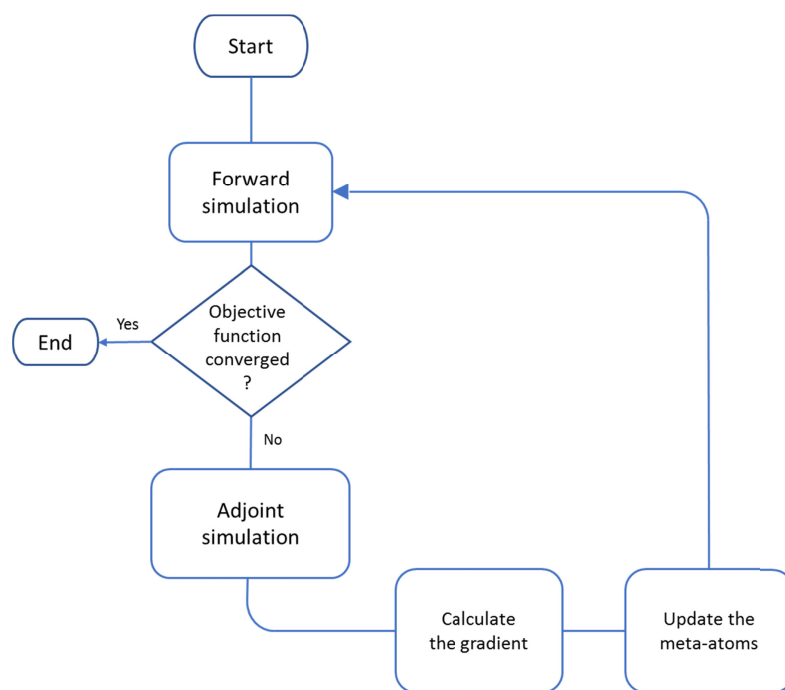 Start
Forward
simulation
Objective
function
converged
?
Yes
End
No
Adjoint
simulation
Calculate
the gradient
Update the
meta-atoms